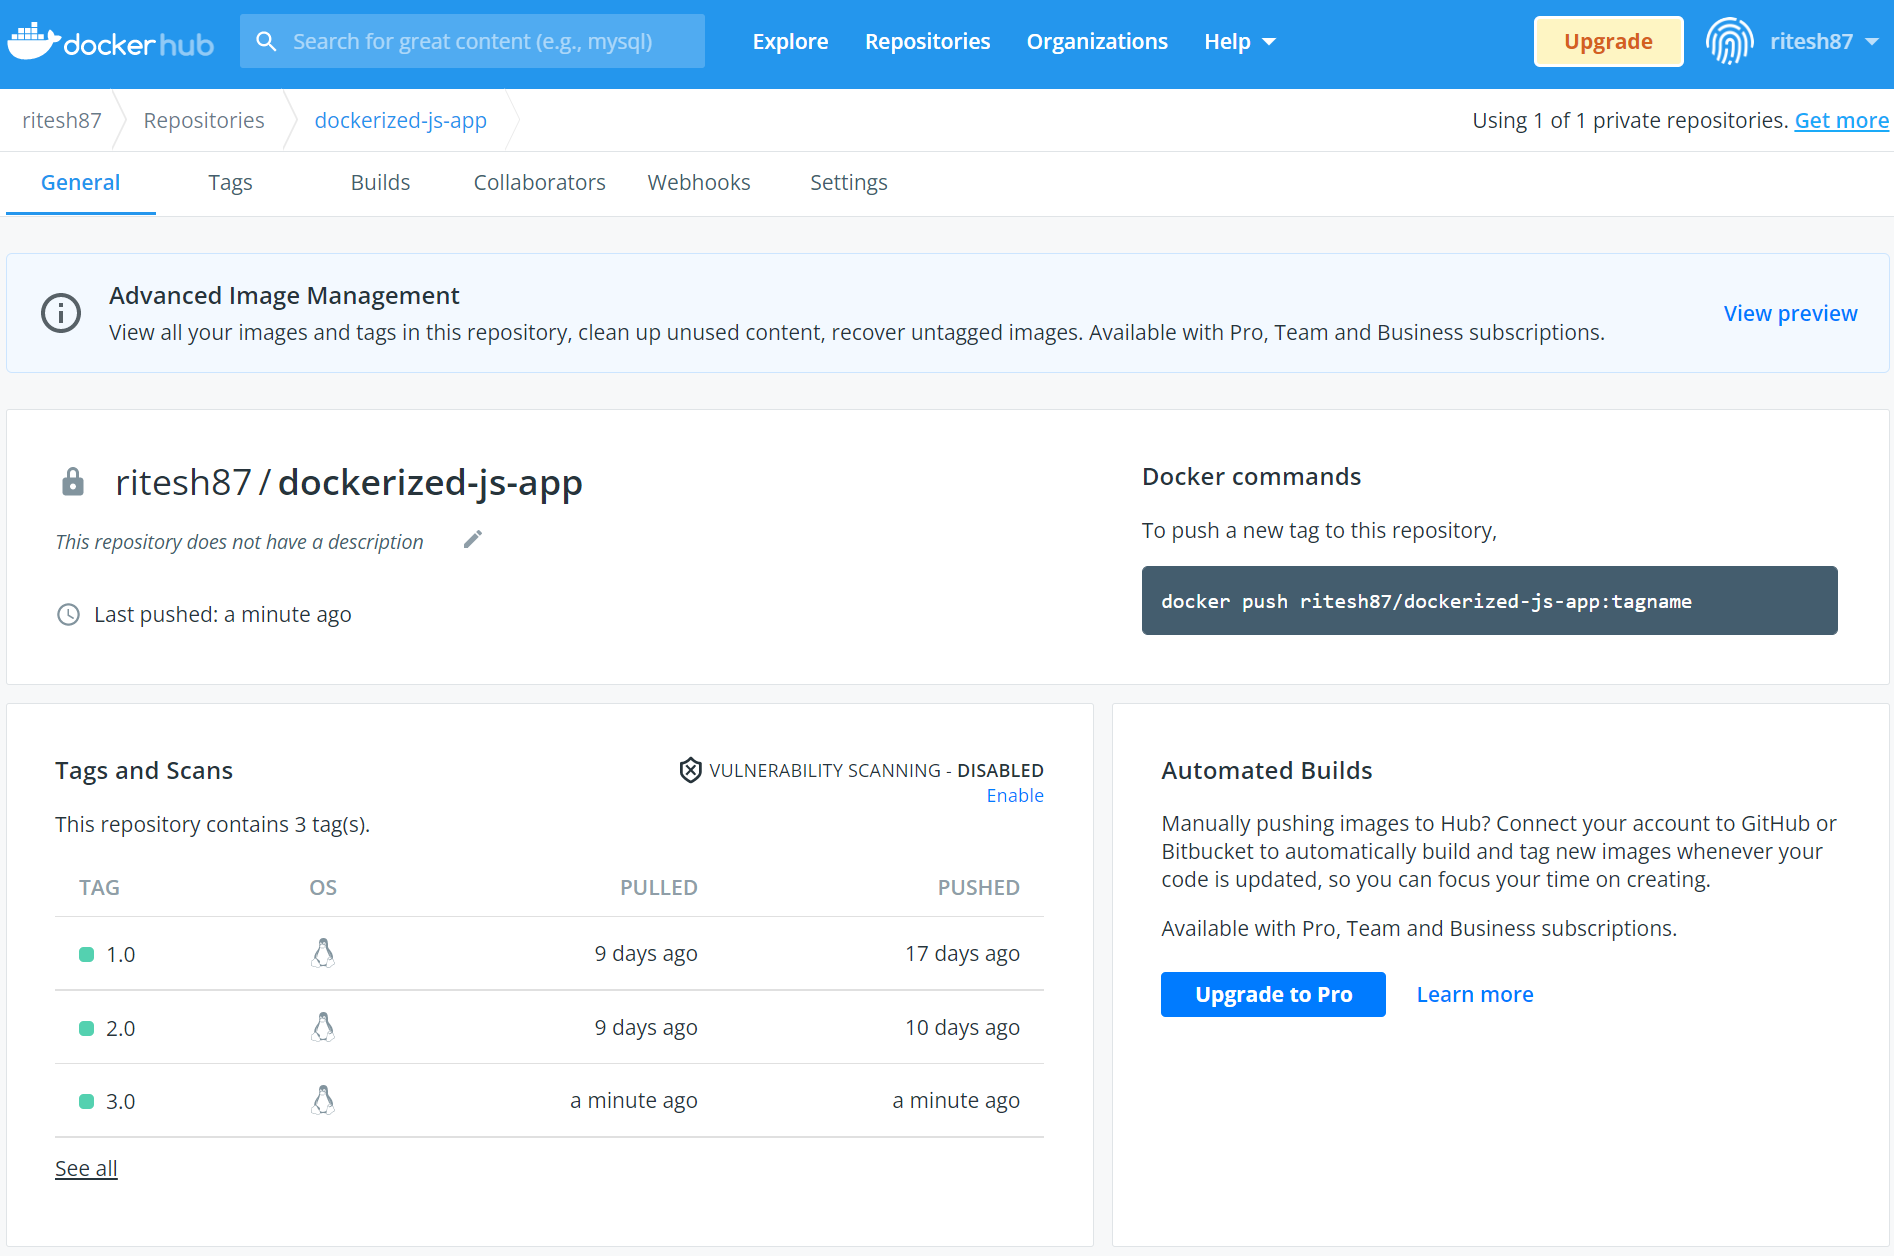 docker hub
Search for great content (e.g., mysql)
Explore
Repositories
Organizations
Help
Upgrade
ritesh87
ritesh87
Repositories
dockerized-js-app
Using 1 of 1 private repositories. Get more
General
Tags
Builds
Collaborators
Webhooks
Settings
Advanced Image Management
View all your images and tags in this repository, clean up unused content, recover untagged images. Available with Pro, Team and Business subscriptions.
View preview
ritesh87 / dockerized-js-app
This repository does not have a description
Last pushed: a minute ago
Docker commands
To push a new tag to this repository,
docker push ritesh87/dockerized-js-app:tagname
Tags and Scans
VULNERABILITY SCANNING - DISABLED
Enable
This repository contains 3 tag(s).
TAG OS PULLED PUSHED
1.0 9 days ago 17 days ago
2.0 9 days ago 10 days ago
3.0 a minute ago a minute ago
See all
Automated Builds
Manually pushing images to Hub? Connect your account to GitHub or
Bitbucket to automatically build and tag new images whenever your
code is updated, so you can focus your time on creating.
Available with Pro, Team and Business subscriptions.
Upgrade to Pro
Learn more